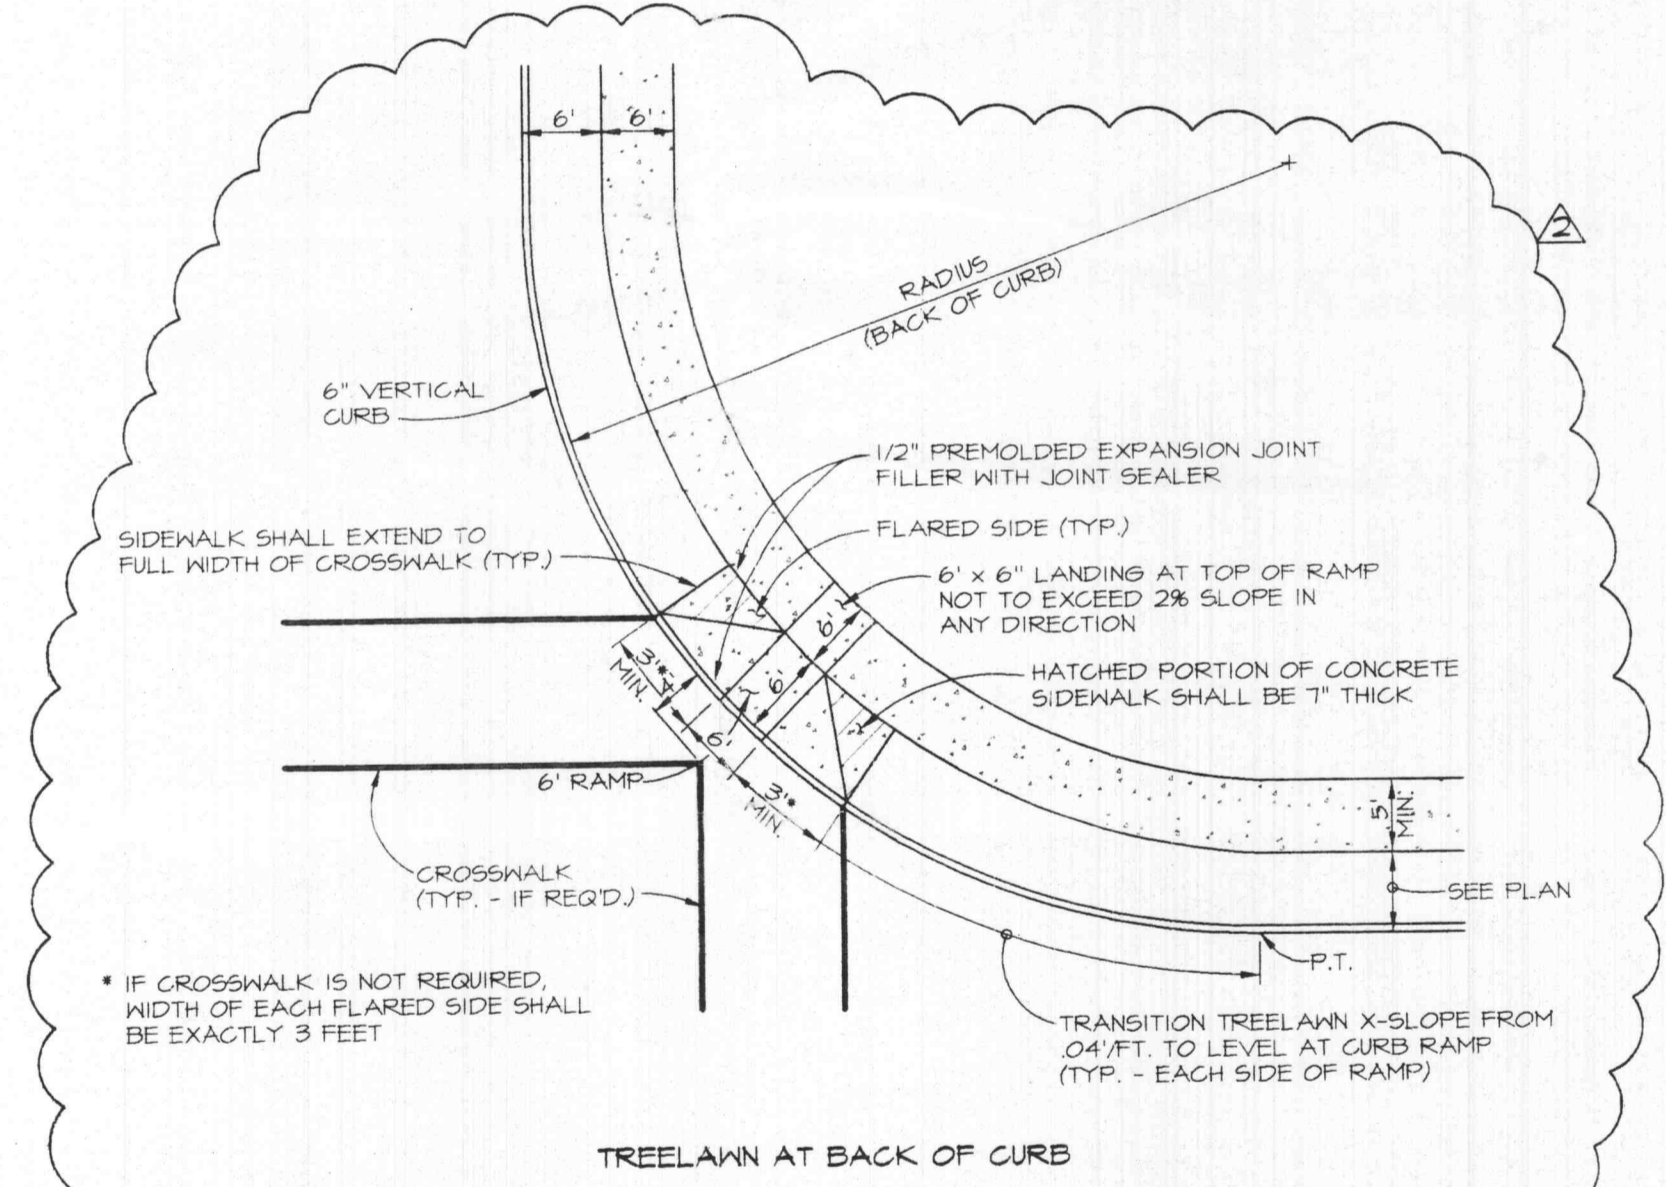 6' 6'
2
RADIUS
(BACK OF CURB)
6" VERTICAL
CURB
1/2" PREMOLDED EXPANSION JOINT
FILLER WITH JOINT SEALER
SIDEWALK SHALL EXTEND TO
FULL WIDTH OF CROSSWALK (TYP.)
FLARED SIDE (TYP.)
6' x 6" LANDING AT TOP OF RAMP
NOT TO EXCEED 2% SLOPE IN
ANY DIRECTION
6'
6'
HATCHED PORTION OF CONCRETE
SIDEWALK SHALL BE 7" THICK
3'*
MIN.
6'
6' RAMP
3'*
MIN.
5'
MIN.
CROSSWALK
(TYP. - IF REQ'D.)
SEE PLAN
P.T.
* IF CROSSWALK IS NOT REQUIRED,
WIDTH OF EACH FLARED SIDE SHALL
BE EXACTLY 3 FEET
TRANSITION TREELAWN X-SLOPE FROM
.04'/FT. TO LEVEL AT CURB RAMP
(TYP. - EACH SIDE OF RAMP)
TREELAWN AT BACK OF CURB